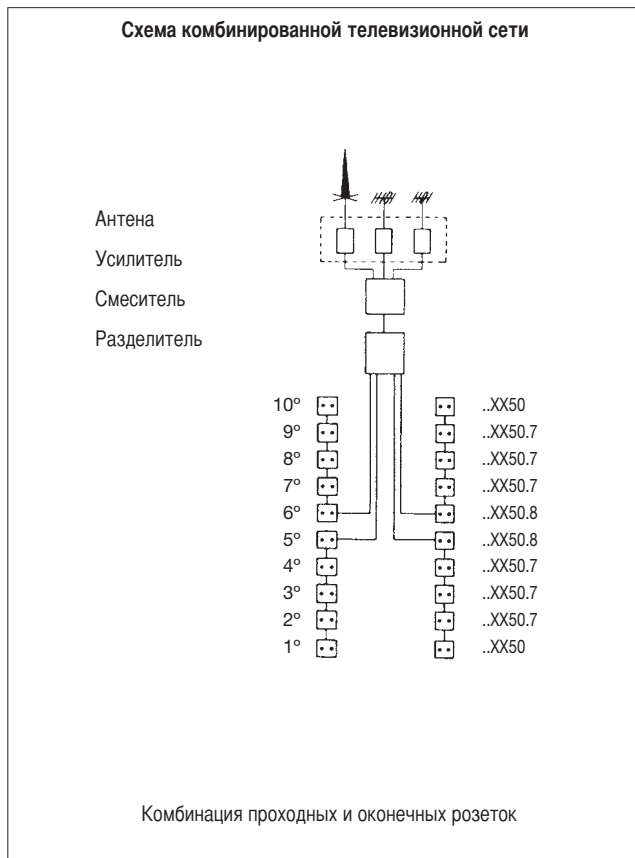 Схема комбинированной телевизионной сети
Антена
Усилитель
Смеситель
Разделитель
10º ..XX50
9º ..XX50.7
8º ..XX50.7
7º ..XX50.7
6º ..XX50.8
5º ..XX50.8
4º ..XX50.7
3º ..XX50.7
2º ..XX50.7
1º ..XX50
Комбинация проходных и оконечных розеток